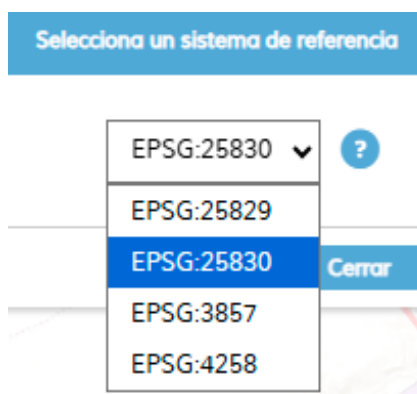 Selecciona un sistema de referencia
EPSG:25830
?
EPSG:25829
EPSG:25830
Cerrar
EPSG:3857
EPSG:4258